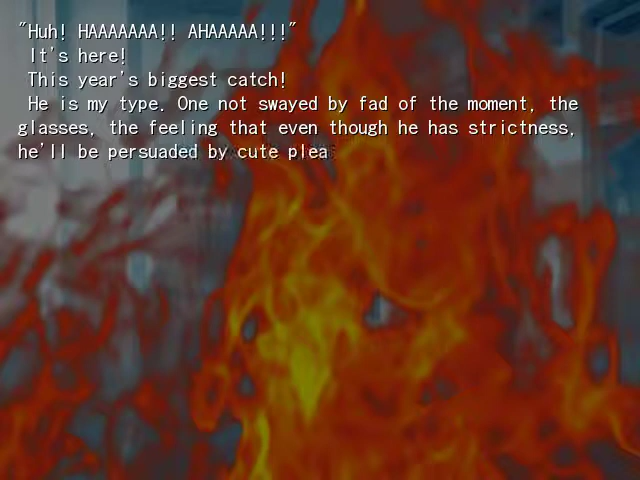 "Huh! HAAAAAAA!! AHAAAAA!!!"
It's here!
This year's biggest catch!
He is my type. One not swayed by fad of the moment, the
glasses, the feeling that even though he has strictness,
he'll be persuaded by cute plea